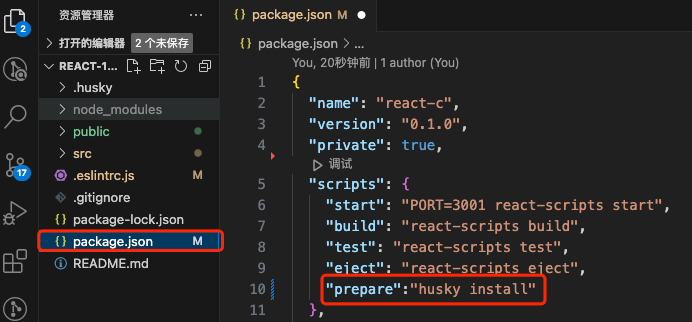 资源管理器
打开的编辑器 2 个未保存
REACT-1...
.husky
node_modules
public
src
.eslintrc.js M
.gitignore
package-lock.json
package.json M
README.md
2
17
package.json M
package.json > ...
You, 20秒钟前 | 1 author (You)
1 {
2 "name": "react-c",
3 "version": "0.1.0",
4 "private": true,
调试
5 "scripts": {
6 "start": "PORT=3001 react-scripts start",
7 "build": "react-scripts build",
8 "test": "react-scripts test",
9 "eject": "react-scripts eject",
10 "prepare":"husky install"
11 },